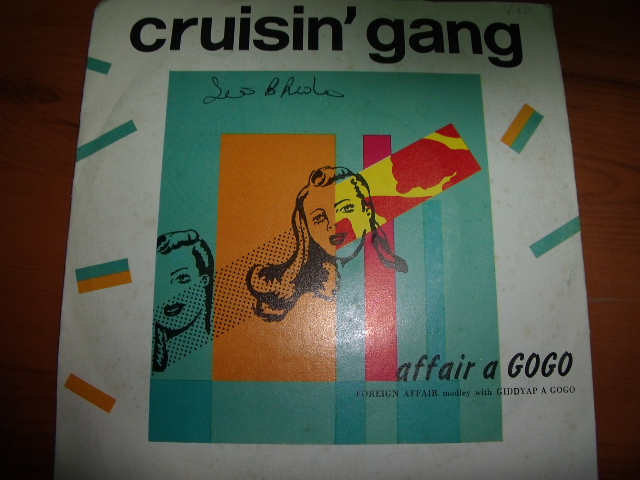 cruisin' gang
affair a GOGO
FOREIGN AFFAIR medley with GIDDYAP A GOGO